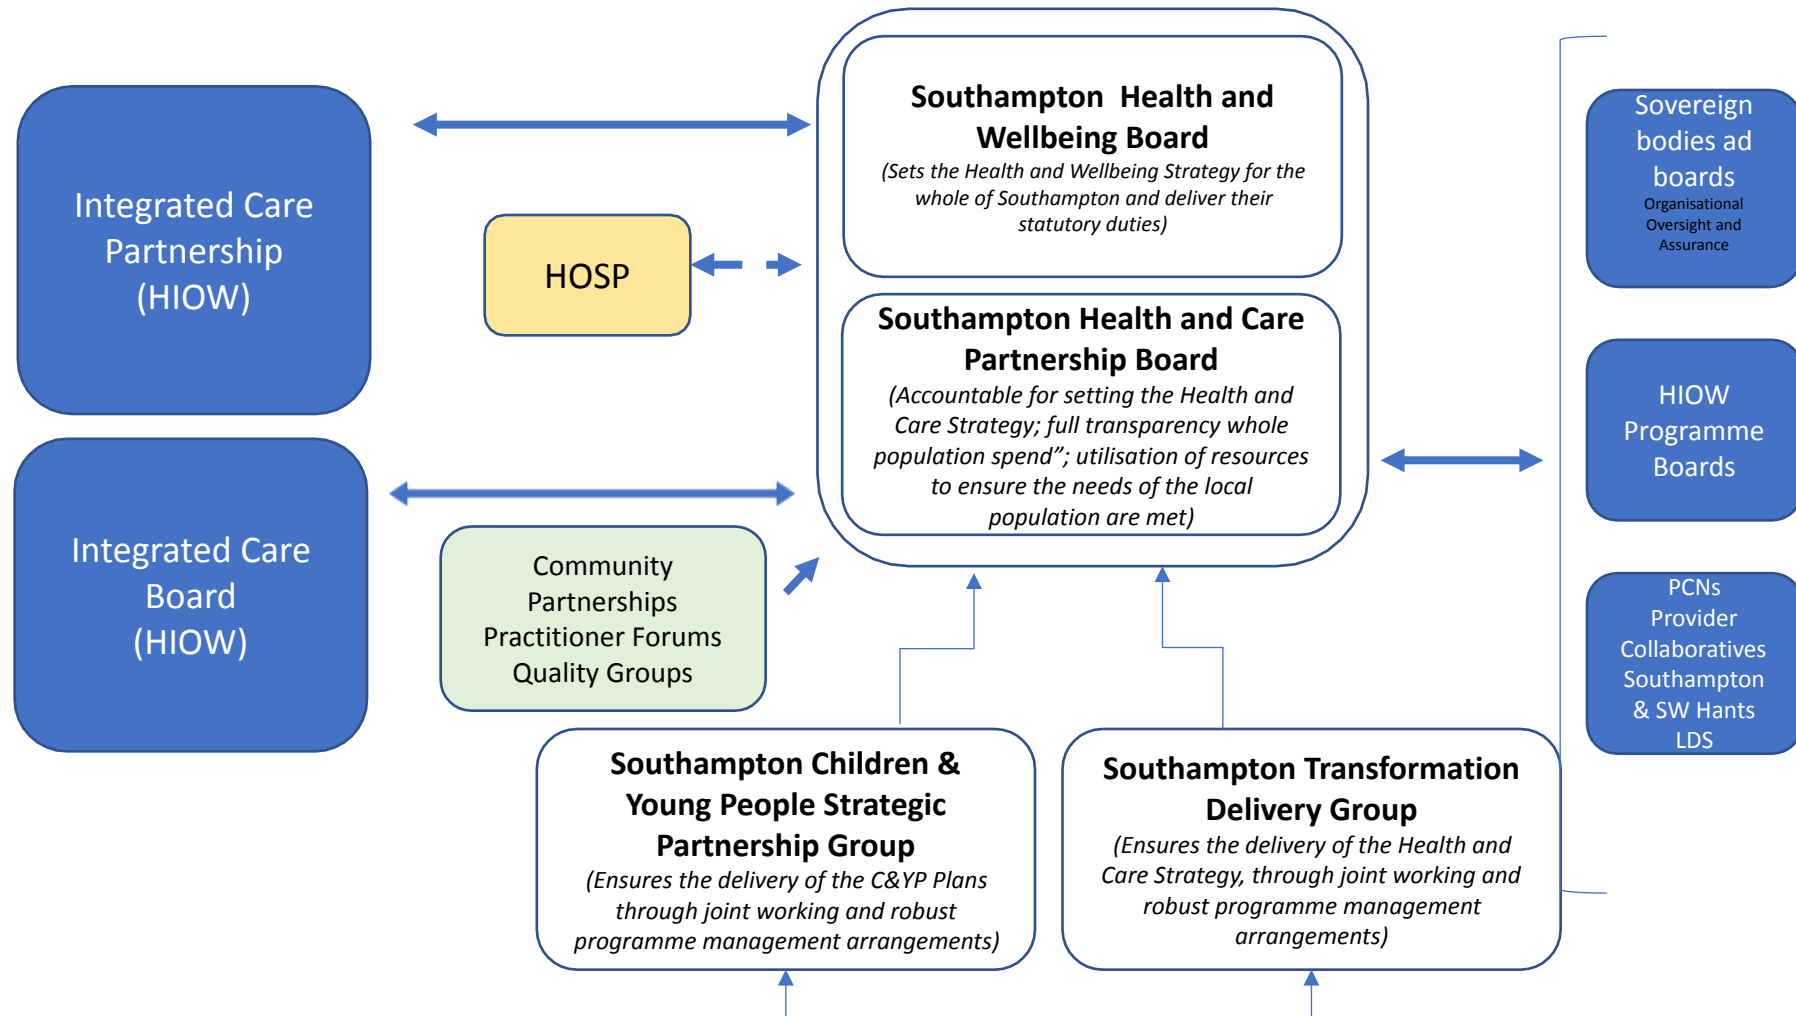 Integrated Care
Partnership
(HIOW)
Integrated Care
Board
(HIOW)
HOSP
Community
Partnerships
Practitioner Forums
Quality Groups
Southampton  Health and
Wellbeing Board
(Sets the Health and Wellbeing Strategy for the
whole of Southampton and deliver their
statutory duties)
Southampton Health and Care
Partnership Board
(Accountable for setting the Health and
Care Strategy; full transparency whole
population spend”; utilisation of resources
to ensure the needs of the local
population are met)
Southampton Children &
Young People Strategic
Partnership Group
(Ensures the delivery of the C&YP Plans
through joint working and robust
programme management arrangements)
Southampton Transformation
Delivery Group
(Ensures the delivery of the Health and
Care Strategy, through joint working and
robust programme management
arrangements)
Sovereign
bodies ad
boards
Organisational
Oversight and
Assurance
HIOW
Programme
Boards
PCNs
Provider
Collaboratives
Southampton
& SW Hants
LDS